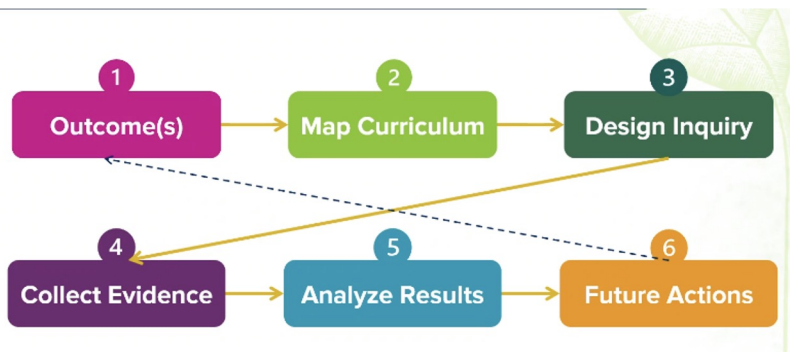 1
Outcome(s)
2
Map Curriculum
3
Design Inquiry
4
Collect Evidence
5
Analyze Results
6
Future Actions